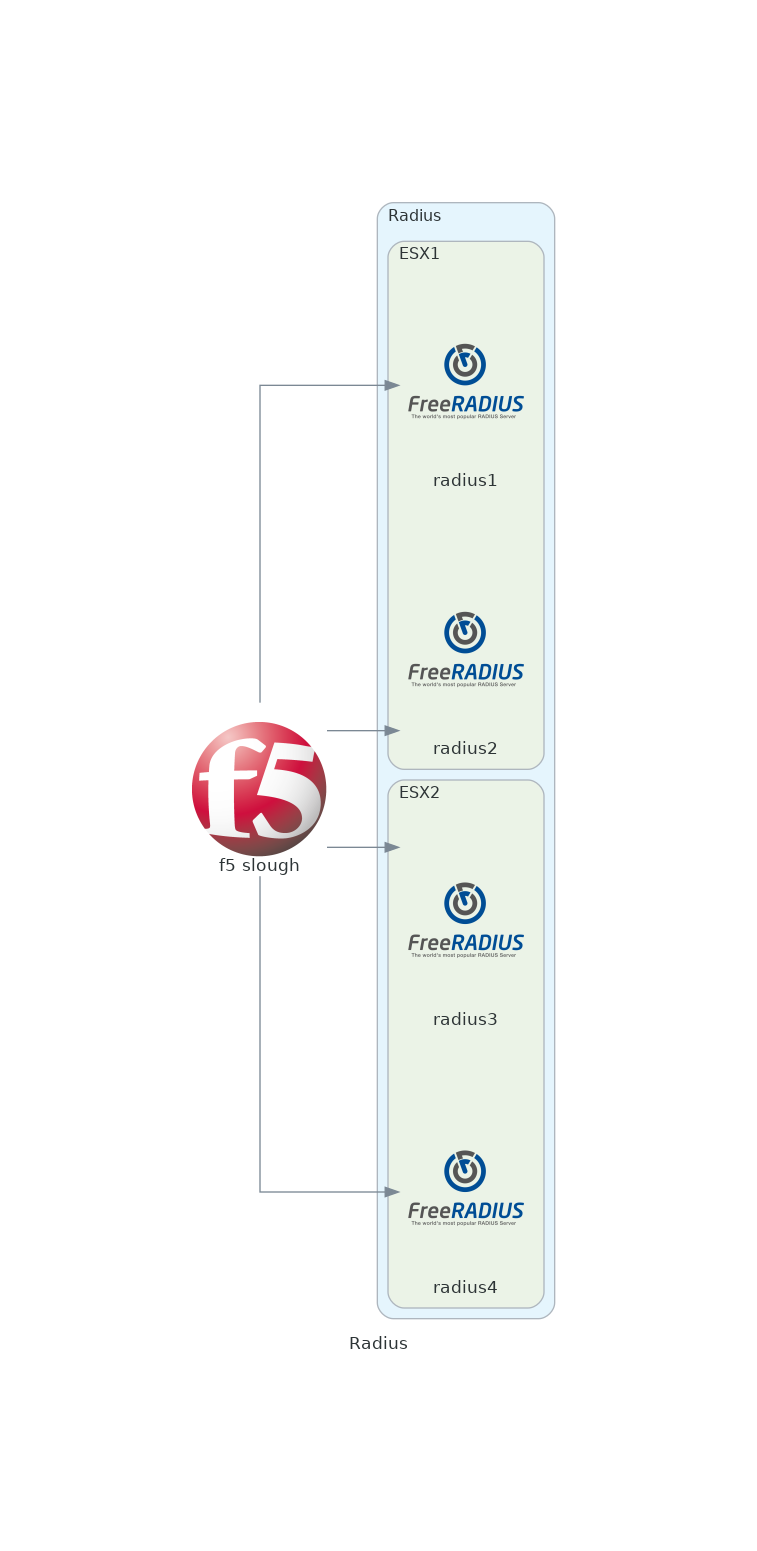 Radius
ESX1
FreeRADIUS
The world's most popular RADIUS Server
radius1
FreeRADIUS
The world's most popular RADIUS Server
radius2
f5
f5 slough
ESX2
FreeRADIUS
The world's most popular RADIUS Server
radius3
FreeRADIUS
The world's most popular RADIUS Server
radius4
Radius